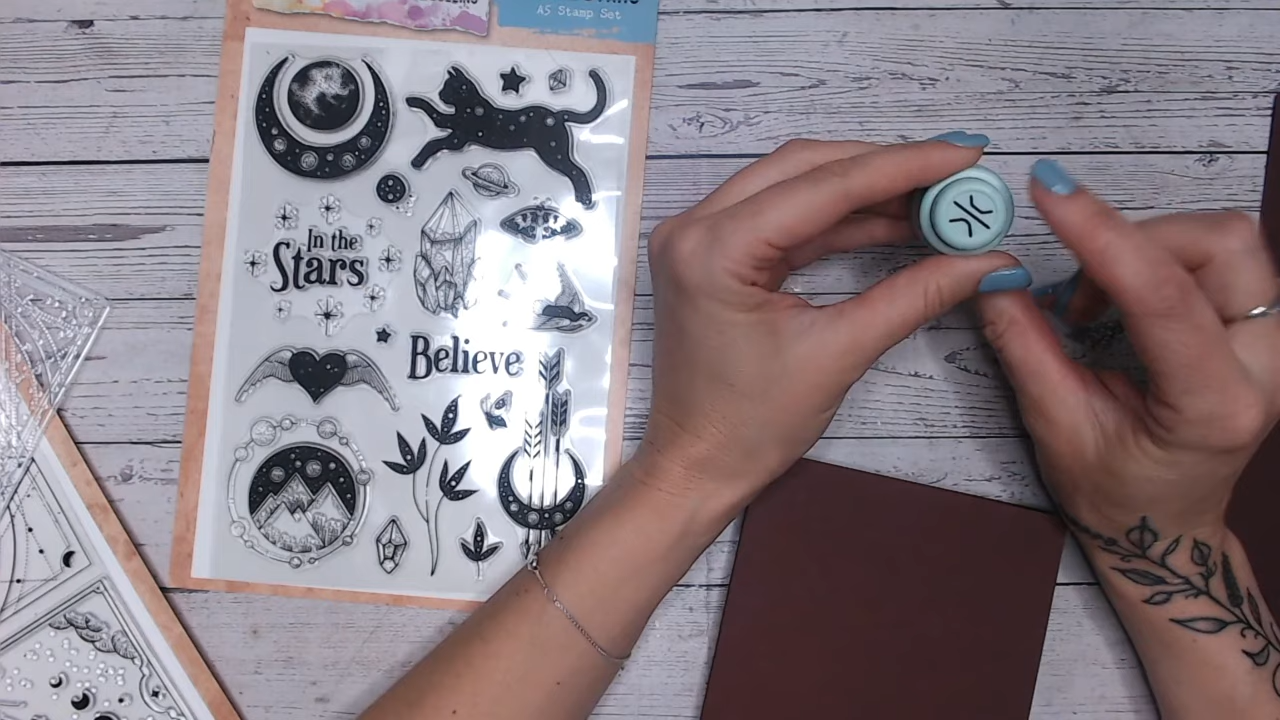 A5 Stamp Set
In the
Stars
Believe